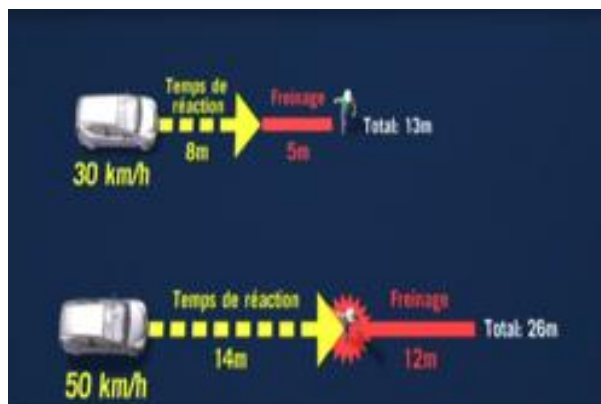 Temps de
réaction
Freinage
Total: 13m
8m
5m
30 km/h
Temps de réaction
Freinage
Total: 26m
14m
12m
50 km/h